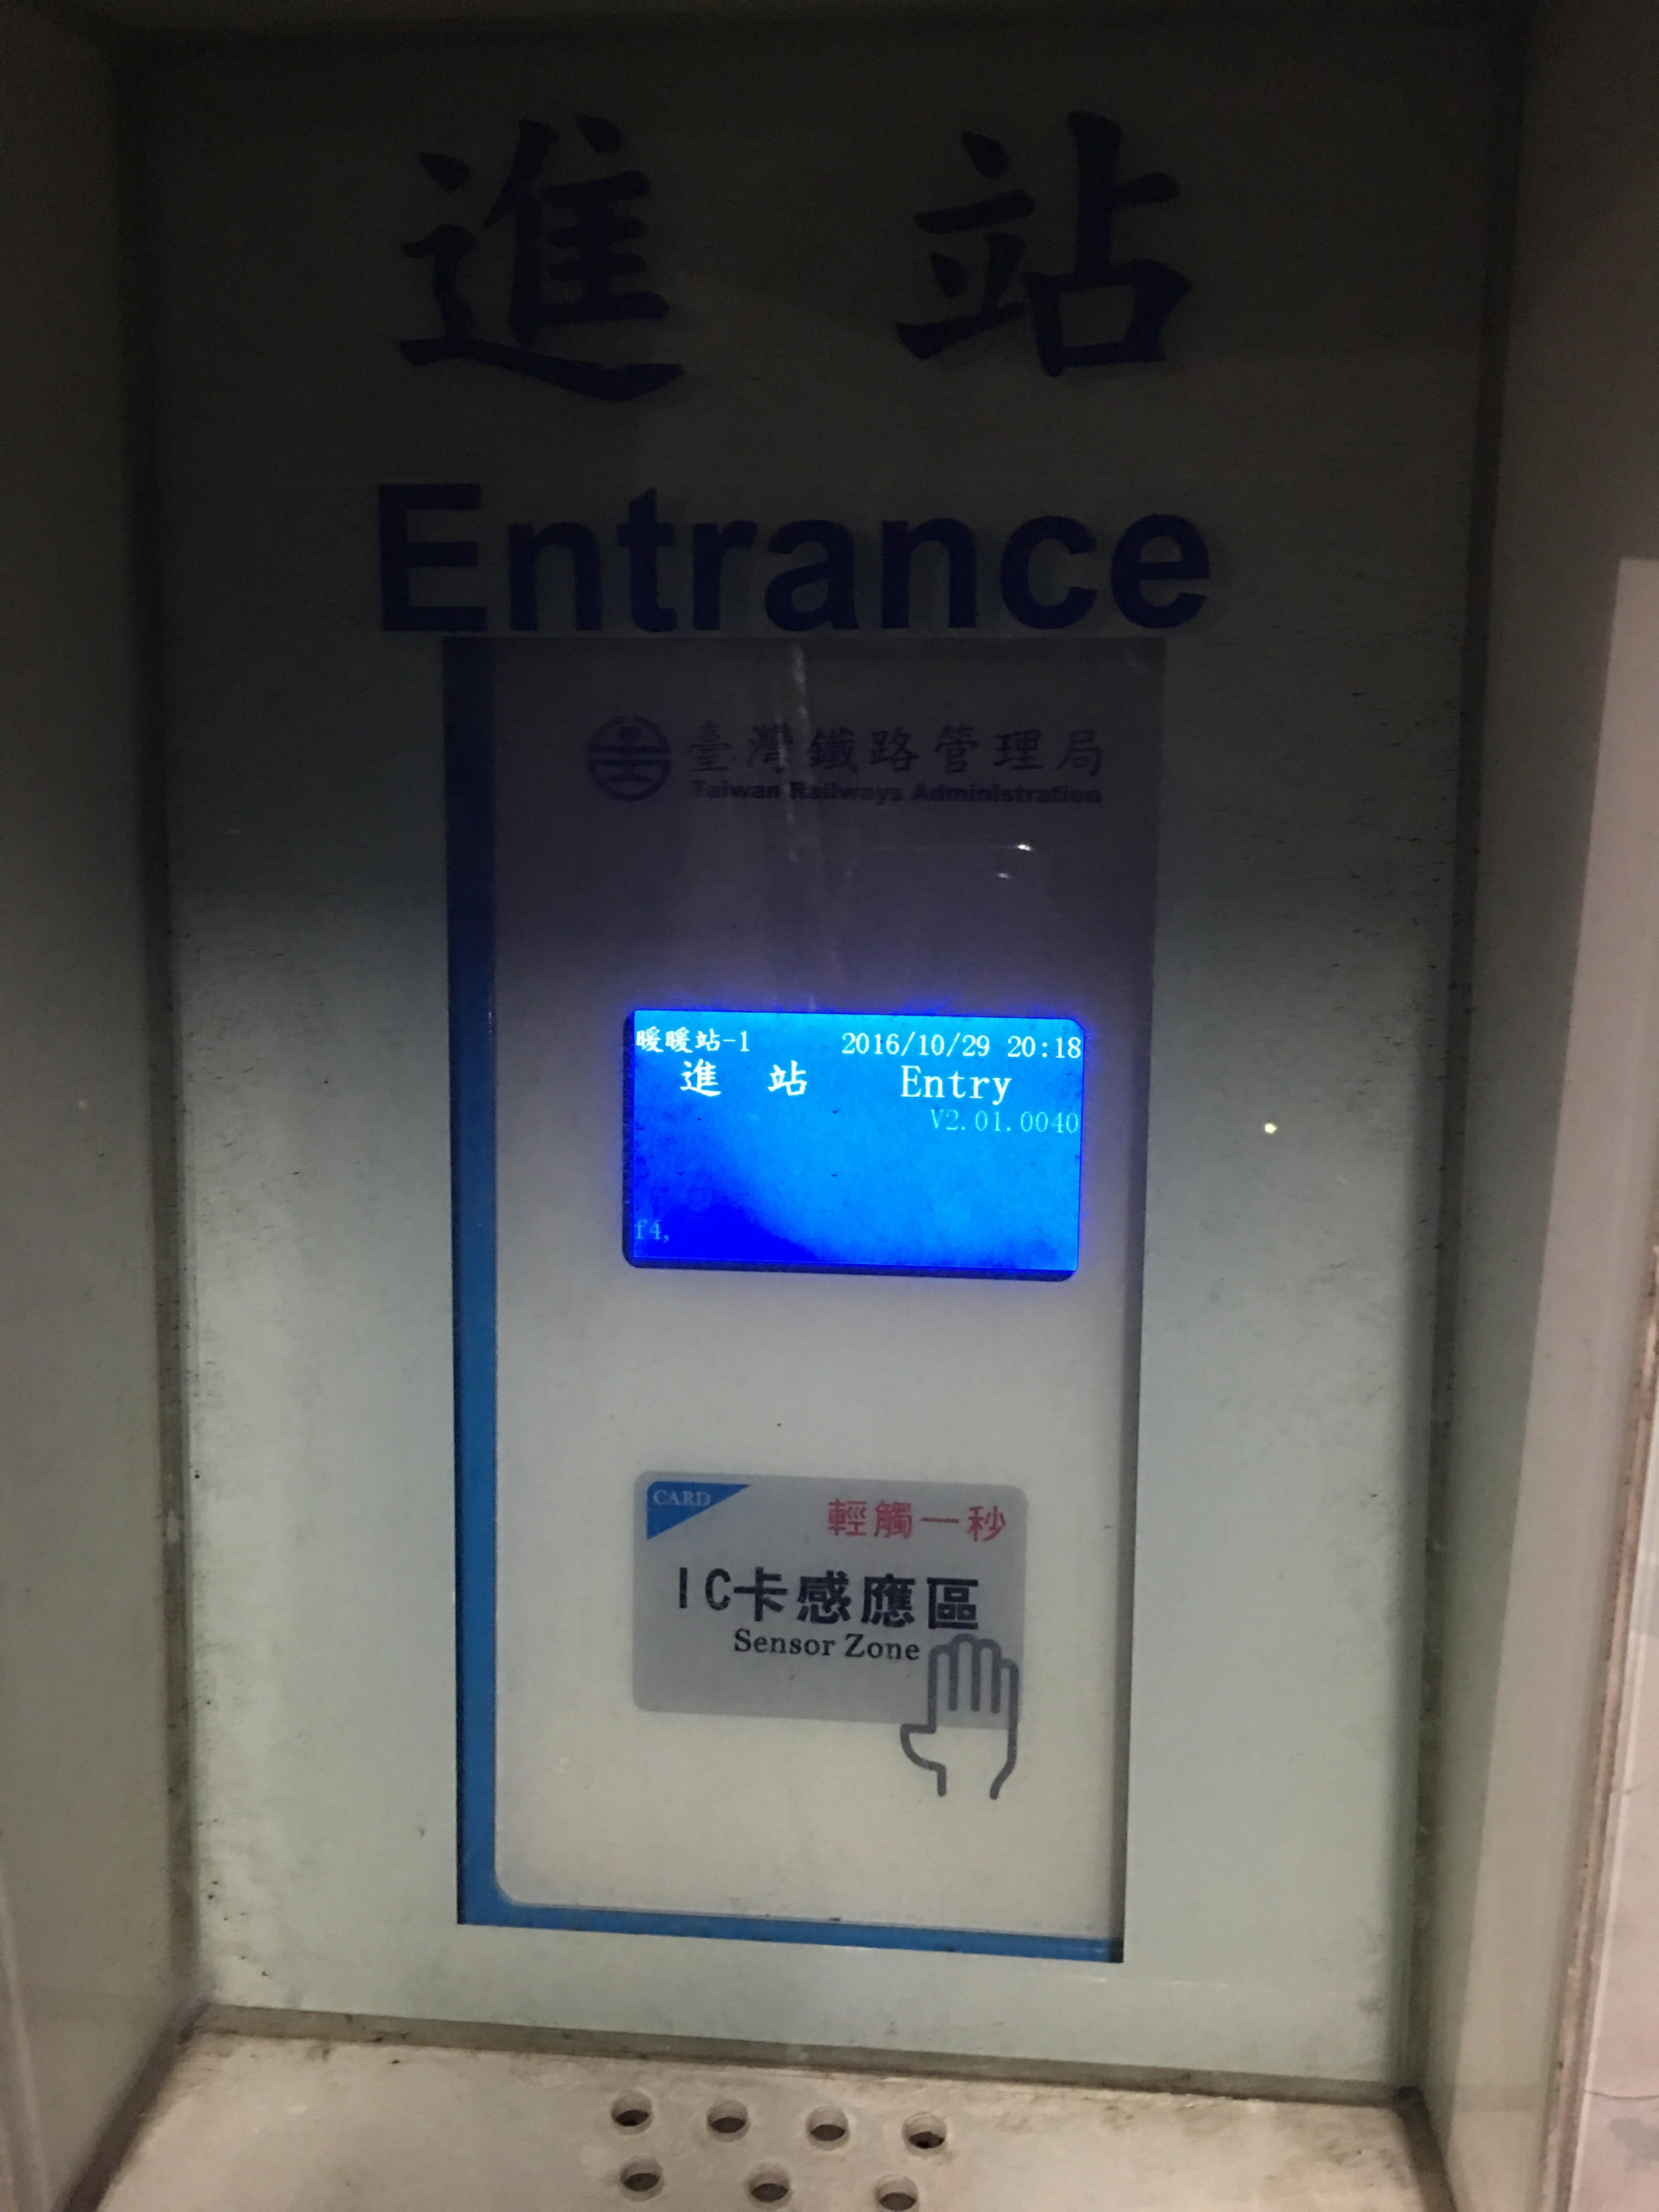 進 站
Entrance
臺灣鐵路管理局
Taiwan Railways Administration
暖暖站-1 2016/10/29 20:18
進 站 Entry
V2.01.0040
f4,
CARD
輕觸一秒
IC卡感應區
Sensor Zone